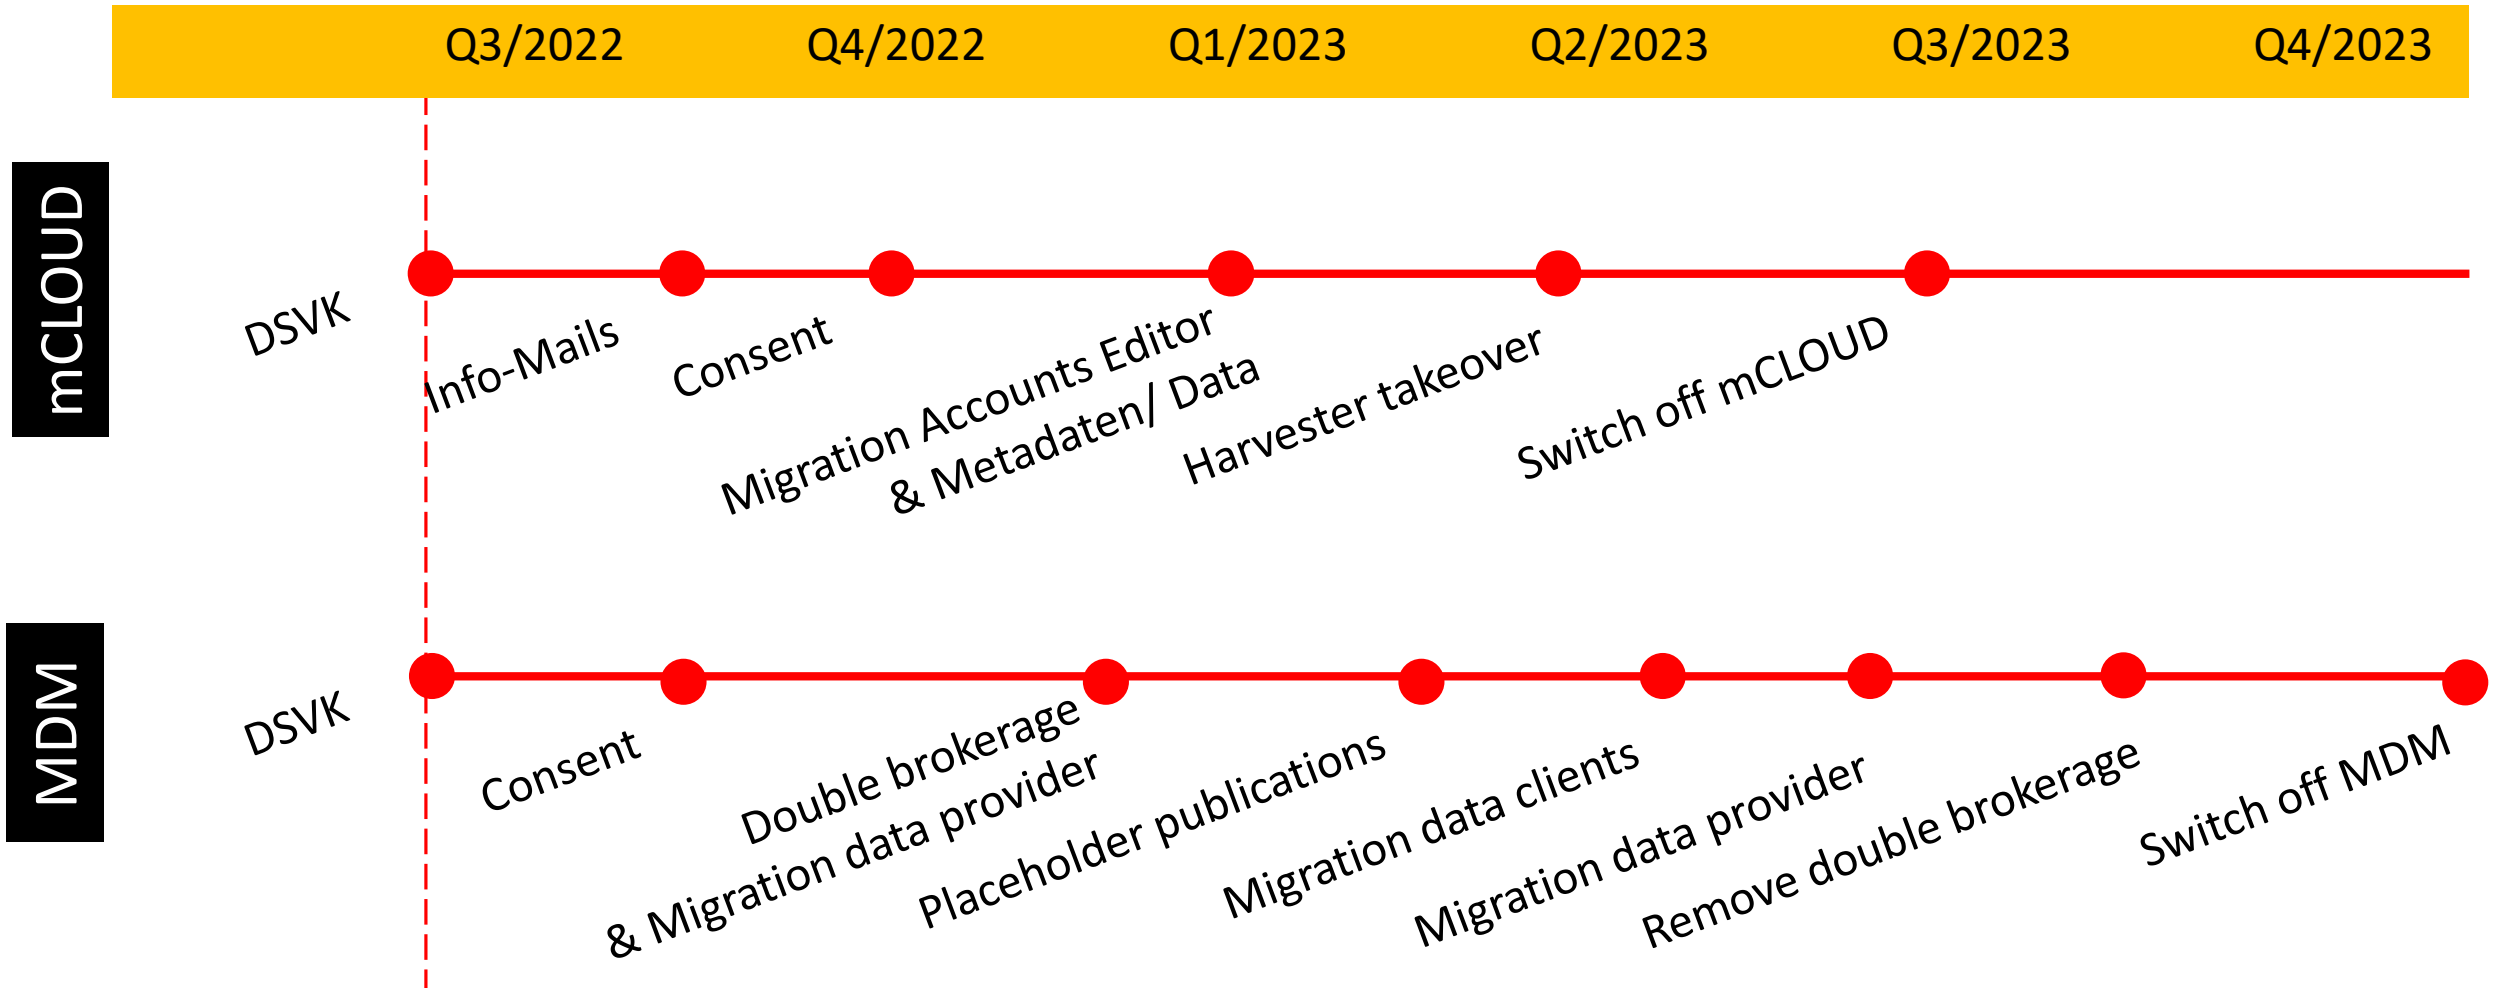 Q3/2022 Q4/2022 Q1/2023 Q2/2023 Q3/2023 Q4/2023
mCLOUD
DSVK
Info-Mails
Consent
Migration Accounts Editor
& Metadaten/ Data
Harvester takeover
Switch off mCLOUD
MDM
DSVK
Consent
Double brokerage
& Migration data provider
Placeholder publications
Migration data clients
Migration data provider
Remove double brokerage
Switch off MDM